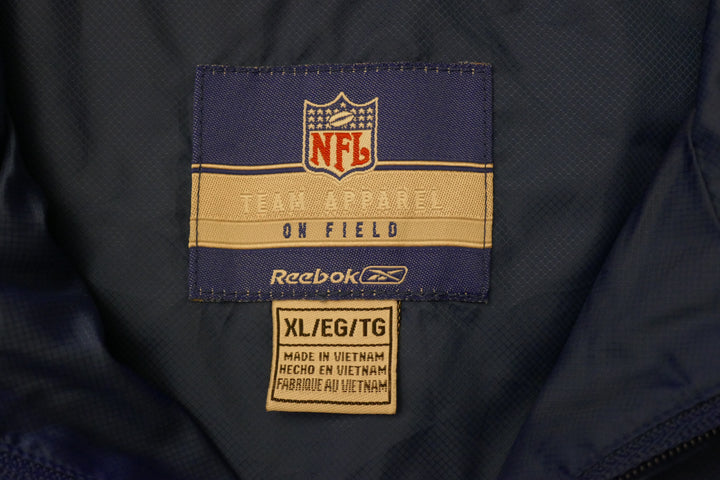 NFL
TEAM APPAREL
ON FIELD
Reebok
XL/EG/TG
MADE IN VIETNAM
HECHO EN VIETNAM
FABRIQUE AU VIETNAM